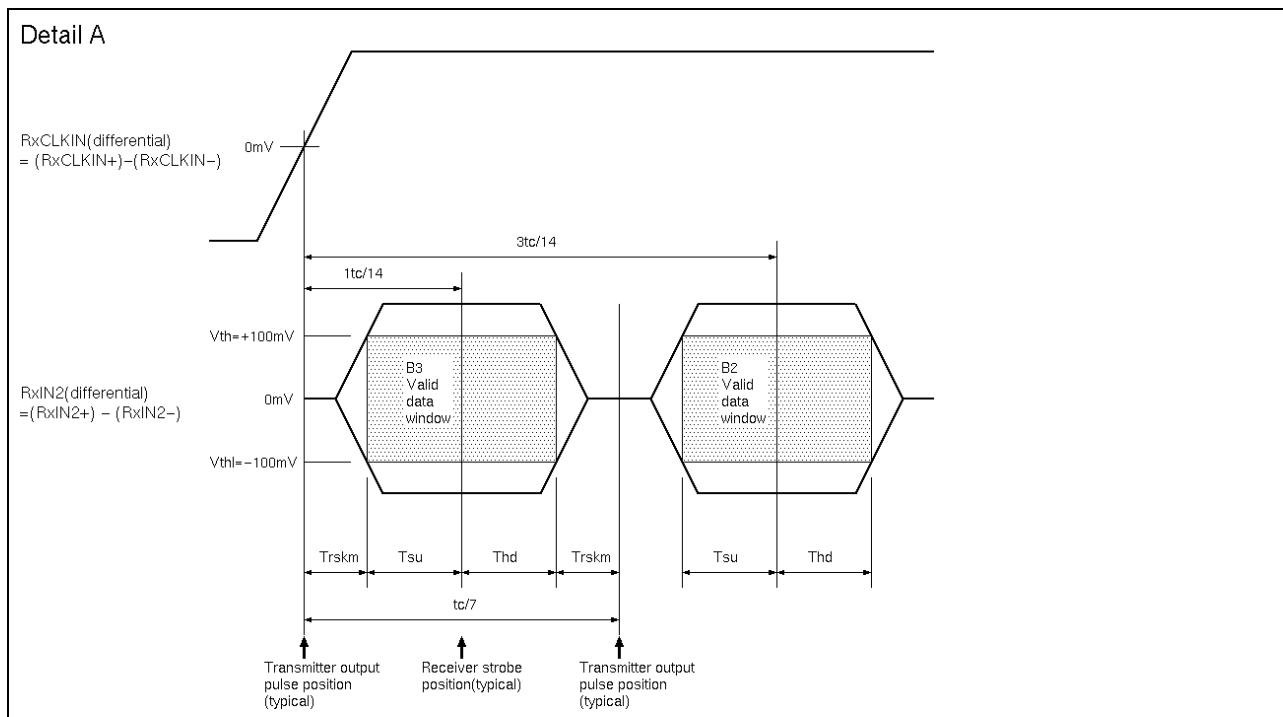 Detail A
RxCLKIN(differential)
= (RxCLKIN+)−(RxCLKIN−)
0mV
3tc/14
1tc/14
Vth=+100mV
B3
Valid
data
window
B2
Valid
data
window
RxIN2(differential)
=(RxIN2+) − (RxIN2−)
0mV
Vthl=−100mV
Trskm
Tsu
Thd
Trskm
Tsu
Thd
tc/7
Transmitter output
pulse position
(typical)
Receiver strobe
position(typical)
Transmitter output
pulse position
(typical)